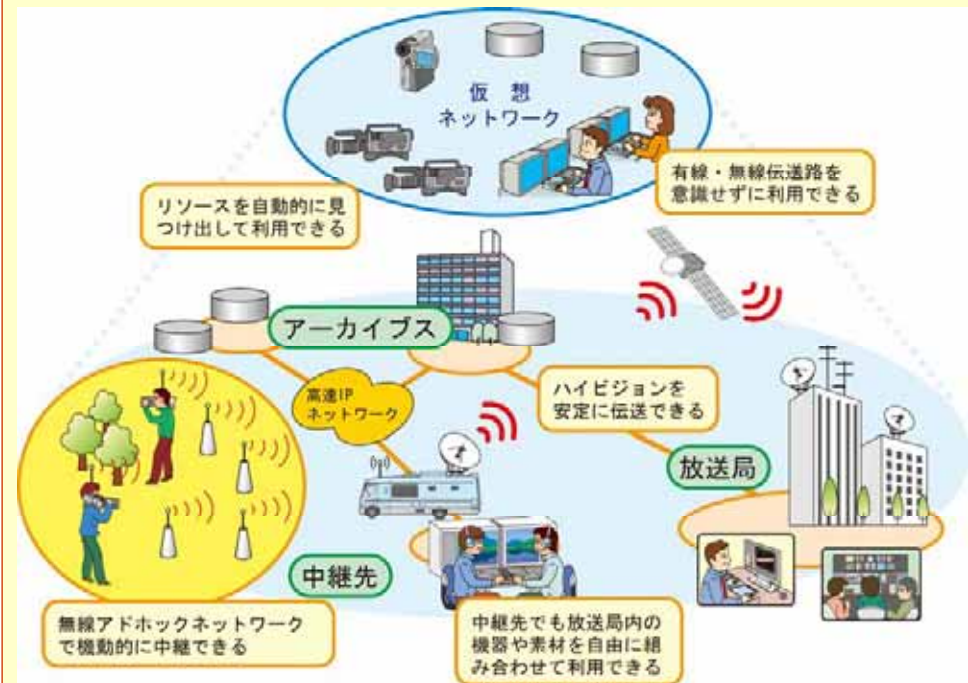 仮 想
ネットワーク
有線・無線伝送路を
意識せずに利用できる
リソースを自動的に見
つけ出して利用できる
アーカイブス
高速IP
ネットワーク
ハイビジョンを
安定に伝送できる
放送局
中継先
無線アドホックネットワーク
で機動的に中継できる
中継先でも放送局内の
機器や素材を自由に組
み合わせて利用できる